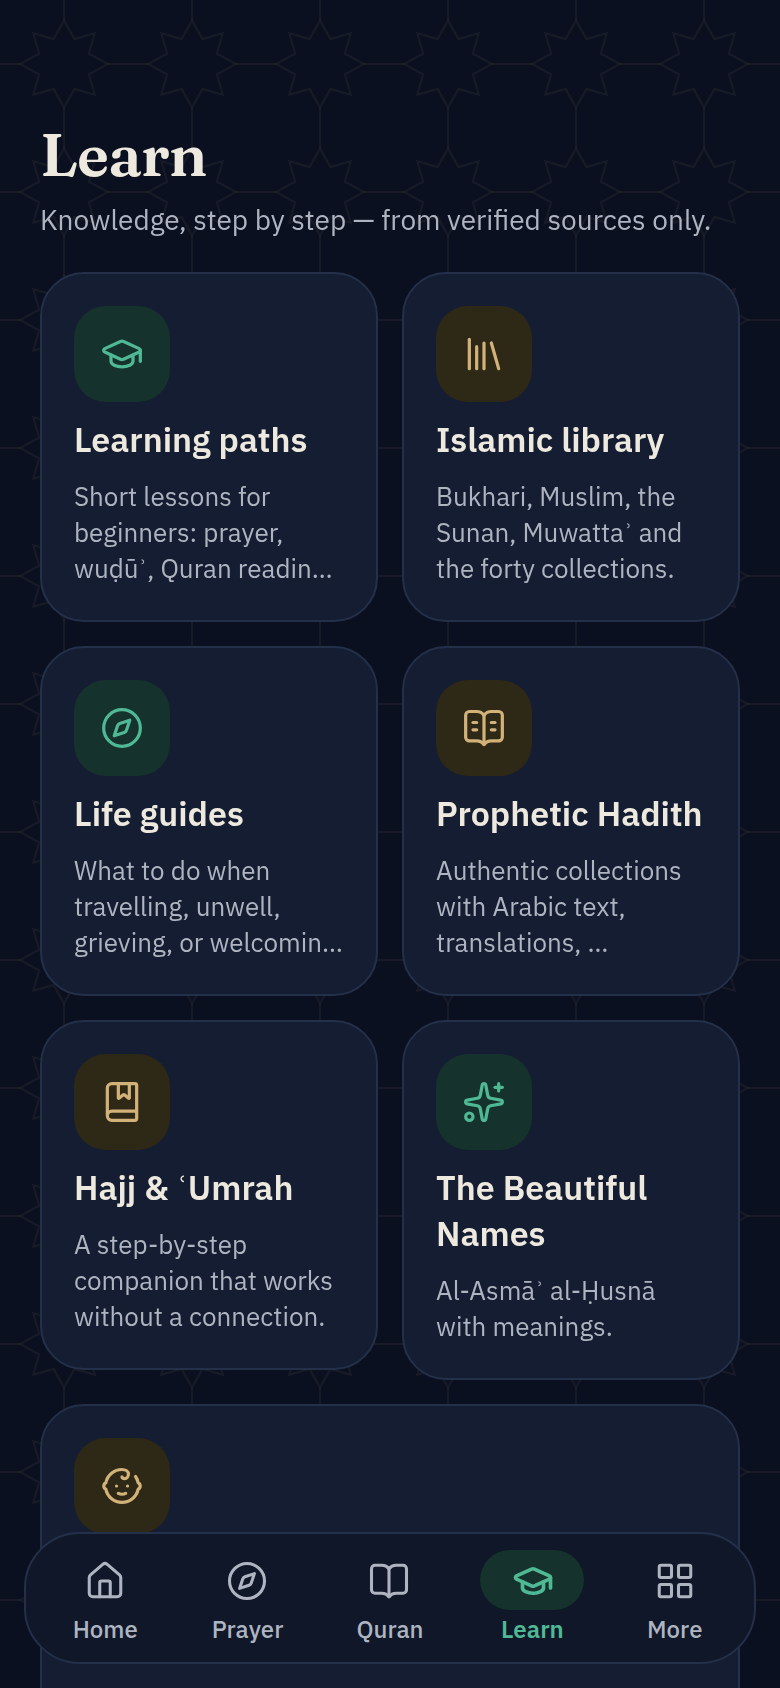 Learn
Knowledge, step by step — from verified sources only.
Learning paths
Short lessons for
beginners: prayer,
wuḍūʾ, Quran readin...
Islamic library
Bukhari, Muslim, the
Sunan, Muwattaʾ and
the forty collections.
Life guides
What to do when
travelling, unwell,
grieving, or welcomin...
Prophetic Hadith
Authentic collections
with Arabic text,
translations, ...
Hajj & ʿUmrah
A step-by-step
companion that works
without a connection.
The Beautiful
Names
Al-Asmāʾ al-Ḥusnā
with meanings.
Home
Prayer
Quran
Learn
More